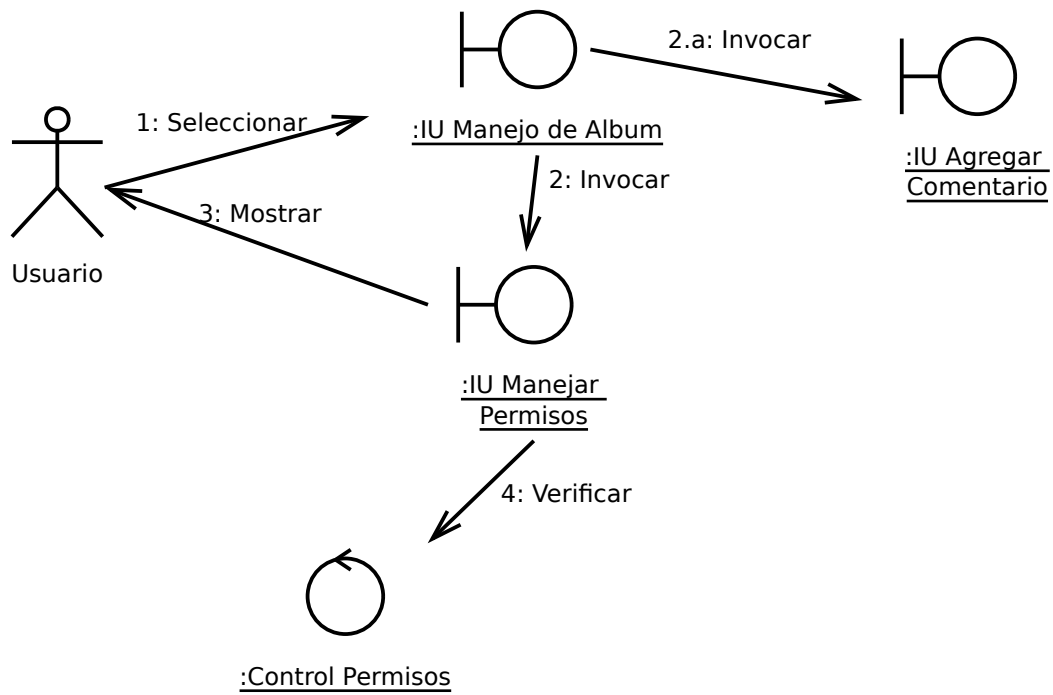 2.a: Invocar
1: Seleccionar
:IU Manejo de Album
:IU Agregar
Comentario
2: Invocar
3: Mostrar
Usuario
:IU Manejar
Permisos
4: Verificar
:Control Permisos